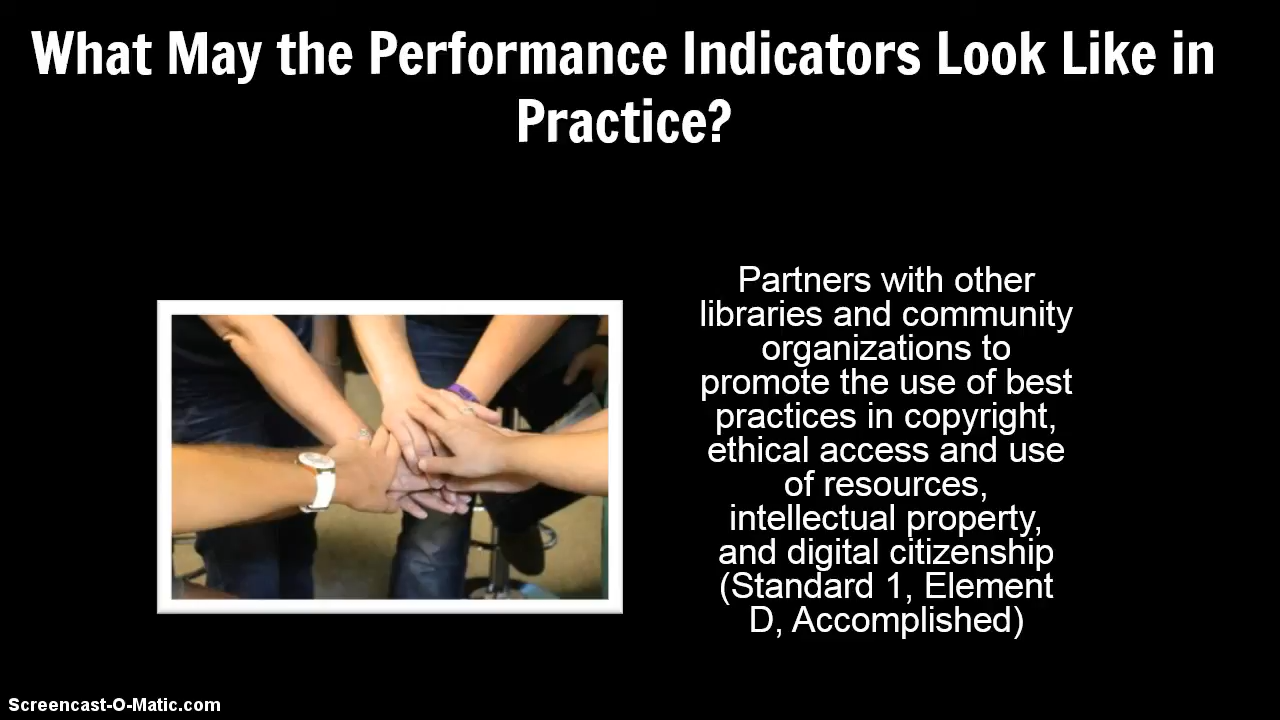 What May the Performance Indicators Look Like in
Practice?
Partners with other
libraries and community
organizations to
promote the use of best
practices in copyright,
ethical access and use
of resources,
intellectual property,
and digital citizenship
(Standard 1, Element
D, Accomplished)
Screencast-O-Matic.com